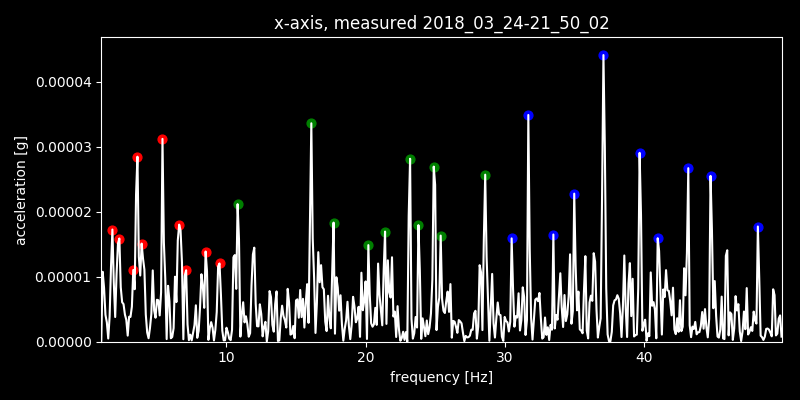 x-axis, measured 2018_03_24-21_50_02
acceleration [g]
0.00004
0.00003
0.00002
0.00001
0.00000
10 20 30 40
frequency [Hz]